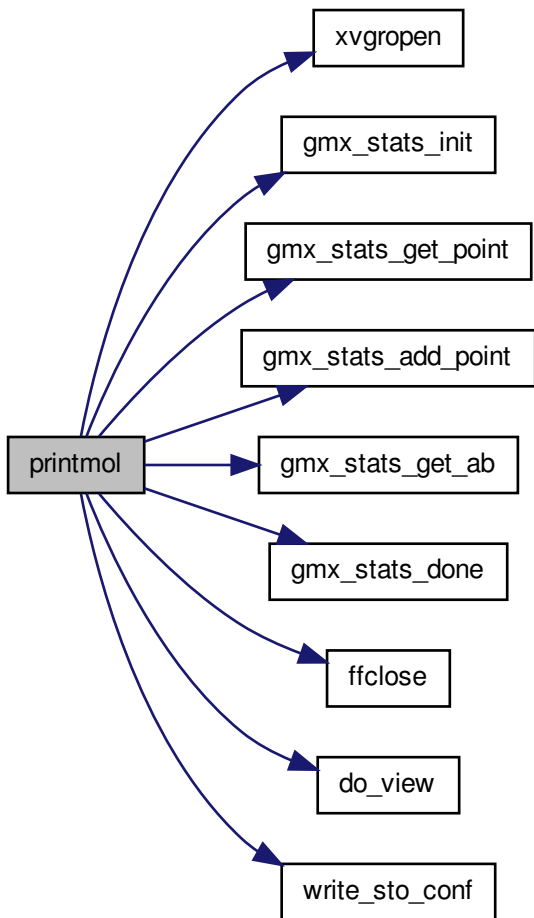 xvgropen
gmx_stats_init
gmx_stats_get_point
gmx_stats_add_point
printmol
gmx_stats_get_ab
gmx_stats_done
ffclose
do_view
write_sto_conf